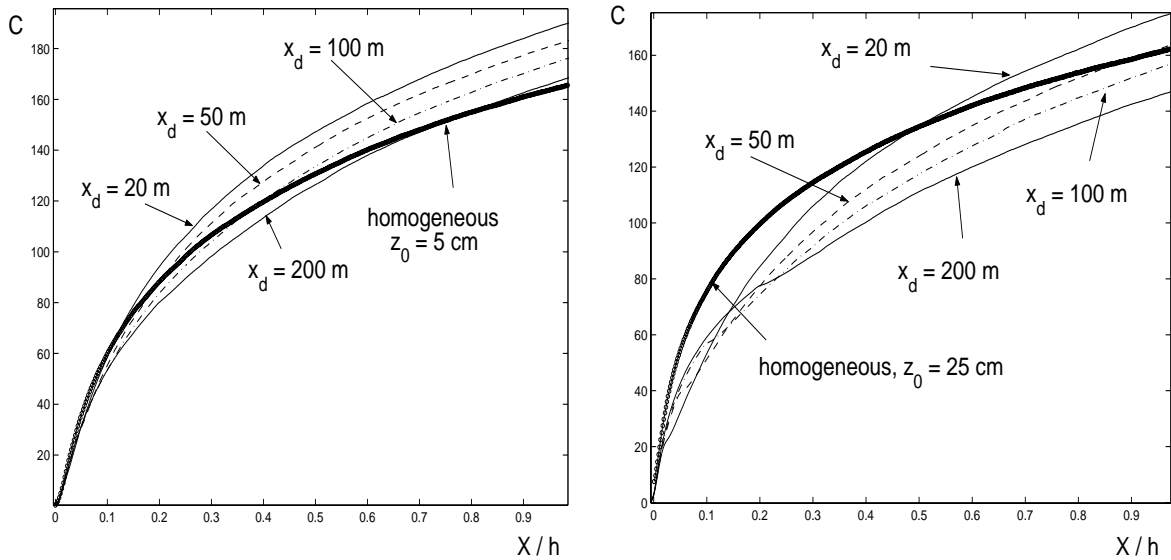 C
180
160
140
120
100
80
60
40
20
0
0.1
0.2
0.3
0.4
0.5
0.6
0.7
0.8
0.9
X / h
x_d = 100 m
x_d = 50 m
x_d = 20 m
homogeneous
z_0 = 5 cm
x_d = 200 m
C
160
140
120
100
80
60
40
20
0
0
0.1
0.2
0.3
0.4
0.5
0.6
0.7
0.8
0.9
X / h
x_d = 20 m
x_d = 50 m
x_d = 100 m
x_d = 200 m
homogeneous, z_0 = 25 cm